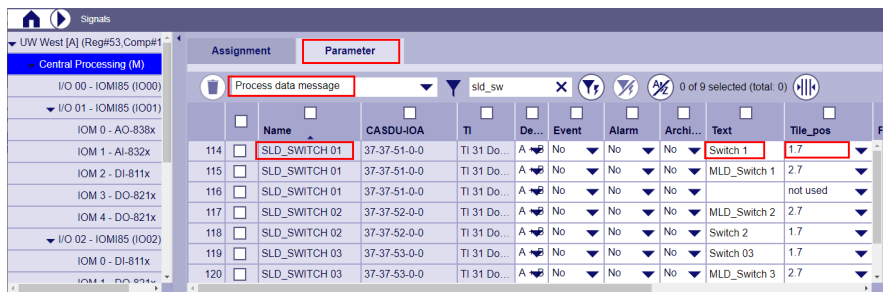 Signals
UW West [A] (Reg#53,Comp#1
Central Processing (M)
I/O 00 - IOMI85 (IO00)
I/O 01 - IOMI85 (IO01)
IOM 0 - AO-838x
IOM 1 - AI-832x
IOM 2 - DI-811x
IOM 3 - DO-821x
IOM 4 - DO-821x
I/O 02 - IOMI85 (IO02)
IOM 0 - DI-811x
IOM 1 - DO-821x
Assignment Parameter
Process data message sld_sw 0 of 9 selected (total: 0)
Name CASDU-IOA TI De... Event Alarm Archi... Text Tile_pos
114 SLD_SWITCH 01 37-37-51-0-0 TI 31 Do... A +B No No No Switch 1 1.7
115 SLD_SWITCH 01 37-37-51-0-0 TI 31 Do... A +B No No No MLD_Switch 1 2.7
116 SLD_SWITCH 01 37-37-51-0-0 TI 31 Do... A +B No No No not used
117 SLD_SWITCH 02 37-37-52-0-0 TI 31 Do... A +B No No No MLD_Switch 2 2.7
118 SLD_SWITCH 02 37-37-52-0-0 TI 31 Do... A +B No No No Switch 2 1.7
119 SLD_SWITCH 03 37-37-53-0-0 TI 31 Do... A +B No No No Switch 03 1.7
120 SLD_SWITCH 03 37-37-53-0-0 TI 31 Do... A +B No No No MLD_Switch 3 2.7